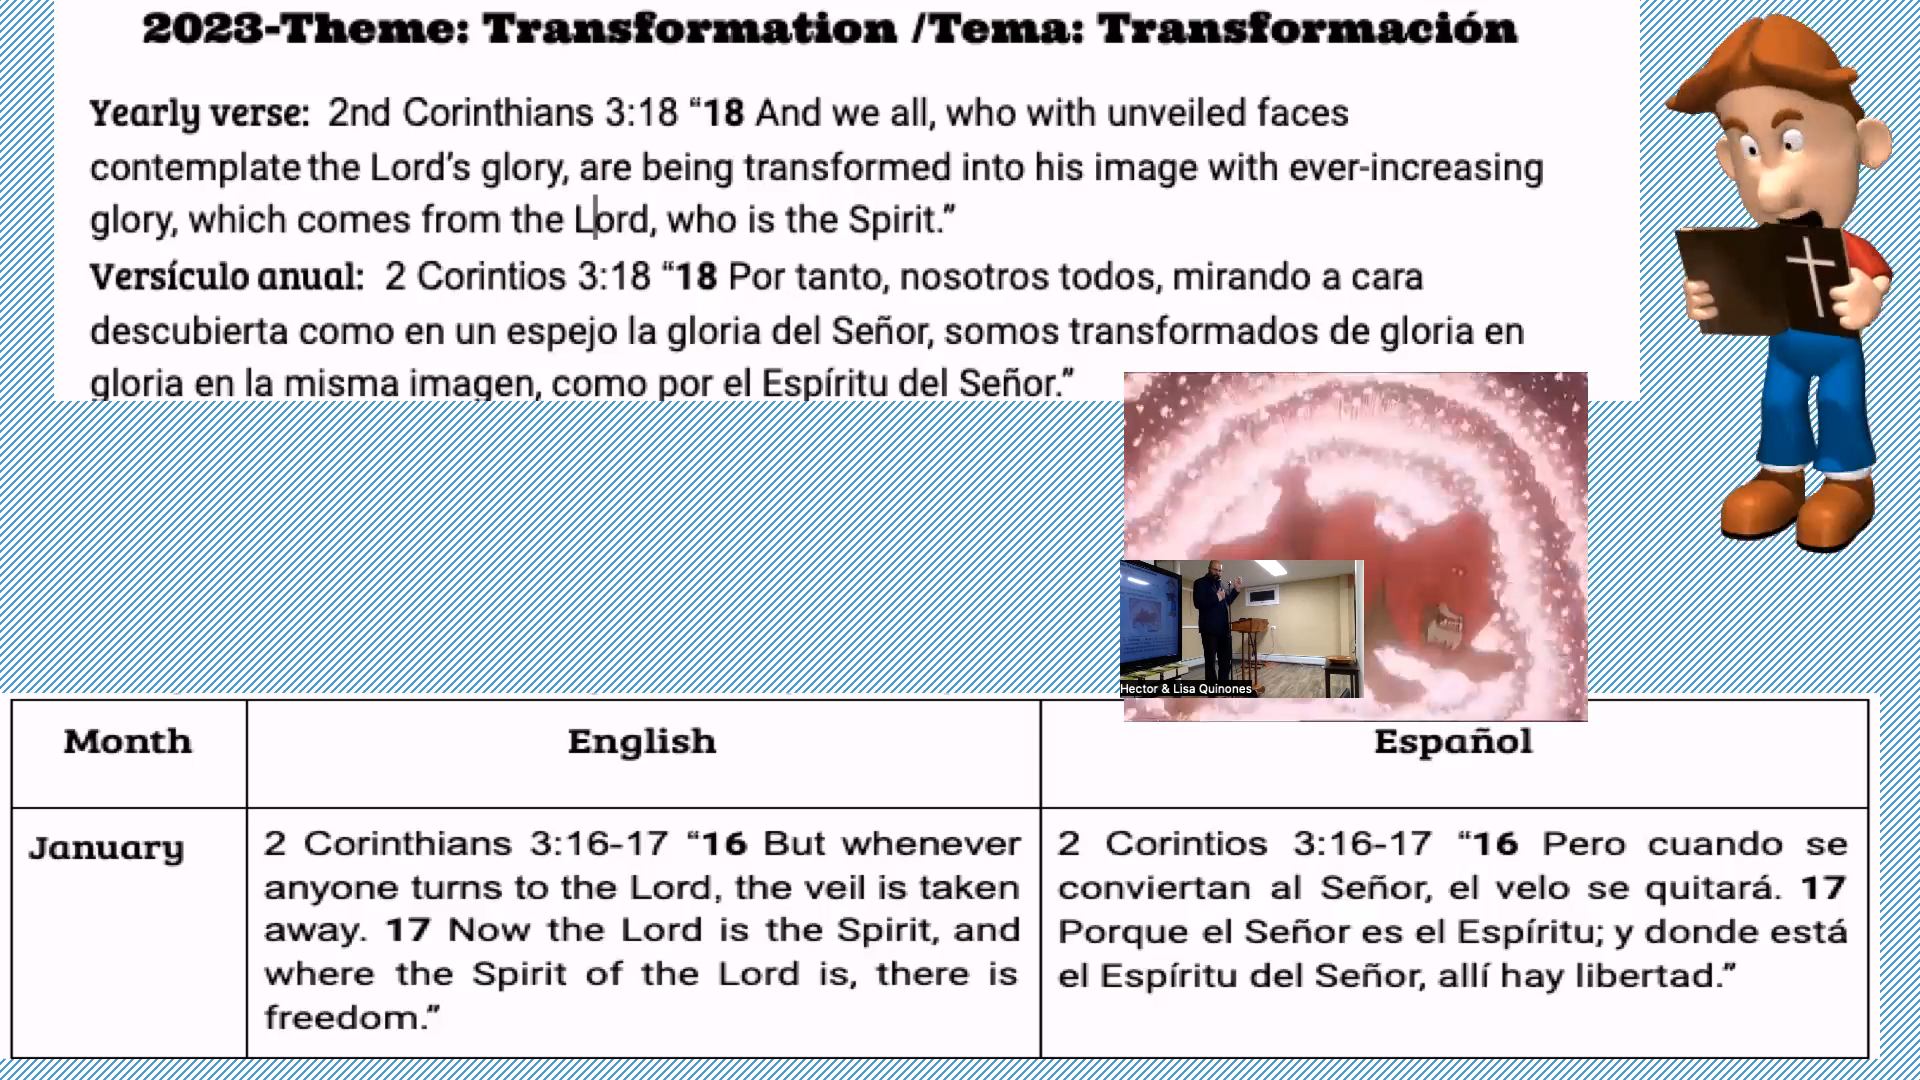 2023-Theme: Transformation /Tema: Transformación
Yearly verse: 2nd Corinthians 3:18 “18 And we all, who with unveiled faces
contemplate the Lord’s glory, are being transformed into his image with ever-increasing
glory, which comes from the Lord, who is the Spirit.”
Versículo anual: 2 Corintios 3:18 “18 Por tanto, nosotros todos, mirando a cara
descubierta como en un espejo la gloria del Señor, somos transformados de gloria en
gloria en la misma imagen, como por el Espíritu del Señor.”
Hector & Lisa Quinones
Month
English
Español
January
2 Corinthians 3:16-17 “16 But whenever
anyone turns to the Lord, the veil is taken
away. 17 Now the Lord is the Spirit, and
where the Spirit of the Lord is, there is
freedom.”
2 Corintios 3:16-17 “16 Pero cuando se
conviertan al Señor, el velo se quitará. 17
Porque el Señor es el Espíritu; y donde está
el Espíritu del Señor, allí hay libertad.”